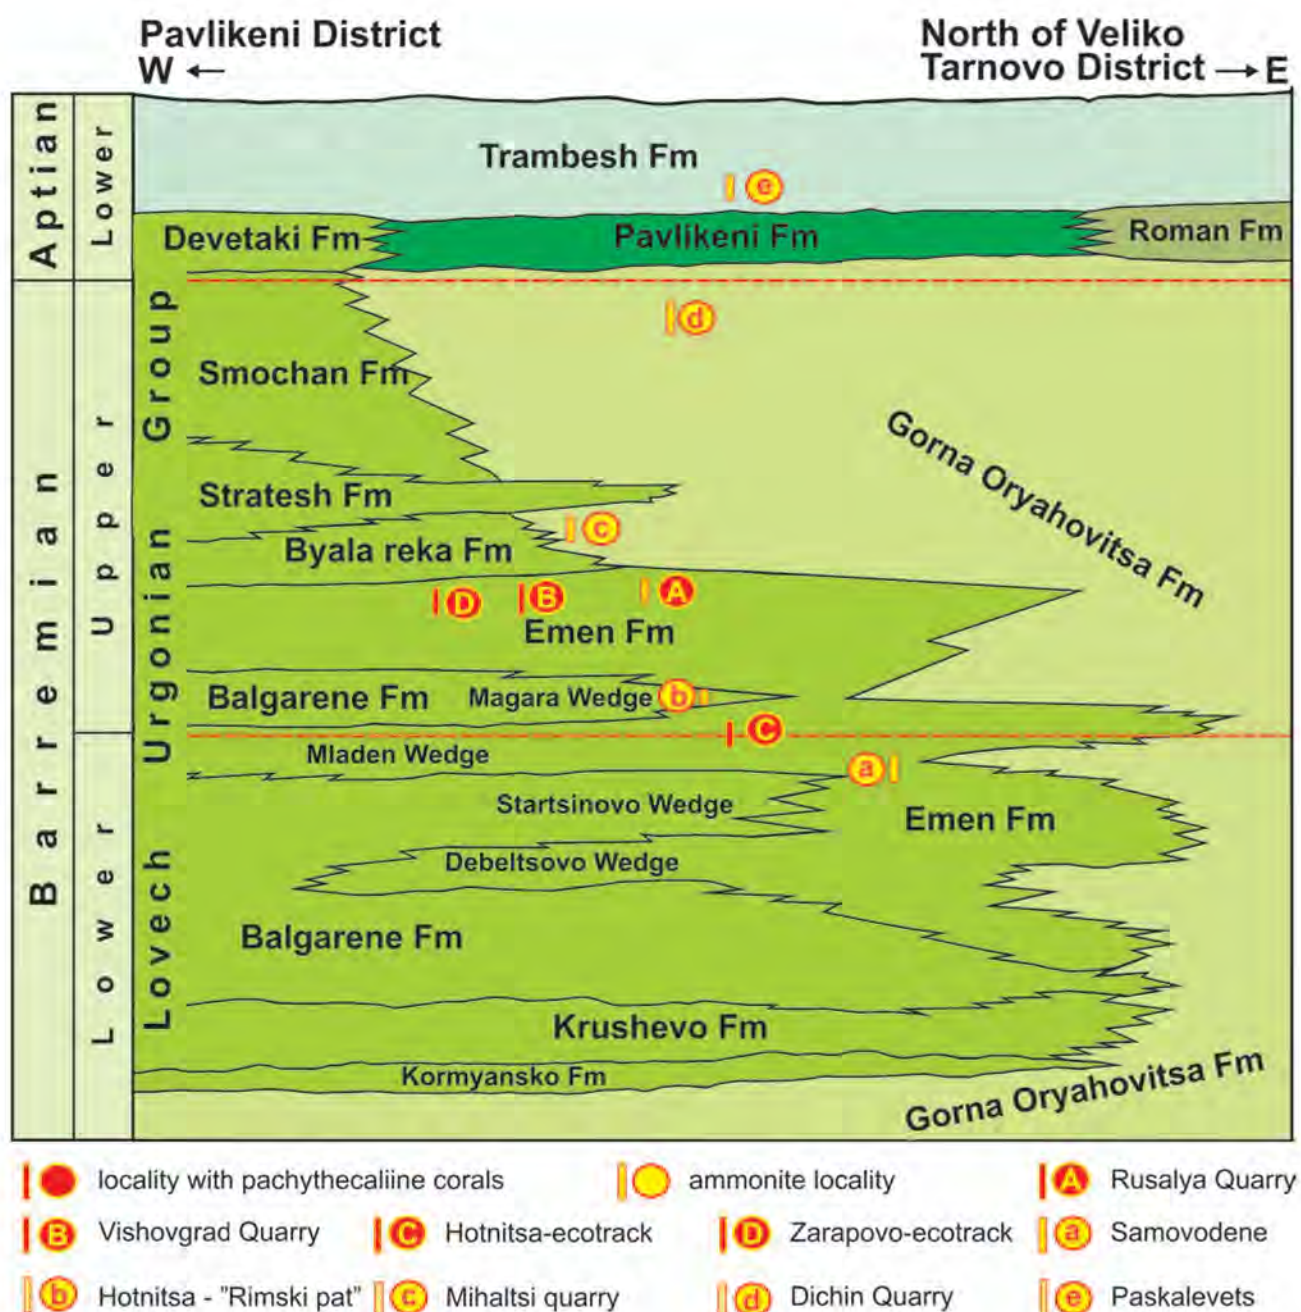 Pavlikeni District
W ←
North of Veliko
Tarnovo District → E
Aptian
Lower
Trambesh Fm
e
Devetaki Fm
Pavlikeni Fm
Roman Fm
Barremian
Upper
Lower
Lovech Urgonian Group
d
Smochan Fm
Gorna Oryahovitsa Fm
Stratesh Fm
c
Byala reka Fm
D
B
A
Emen Fm
Balgarene Fm
Magara Wedge
b
C
Mladen Wedge
a
Startsinovo Wedge
Emen Fm
Debeltsovo Wedge
Balgarene Fm
Krushevo Fm
Kormyansko Fm
Gorna Oryahovitsa Fm
locality with pachythecaliine corals
ammonite locality
A Rusalya Quarry
B Vishovgrad Quarry
C Hotnitsa-ecotrack
D Zarapovo-ecotrack
a Samovodene
b Hotnitsa - "Rimski pat"
c Mihaltsi quarry
d Dichin Quarry
e Paskalevets